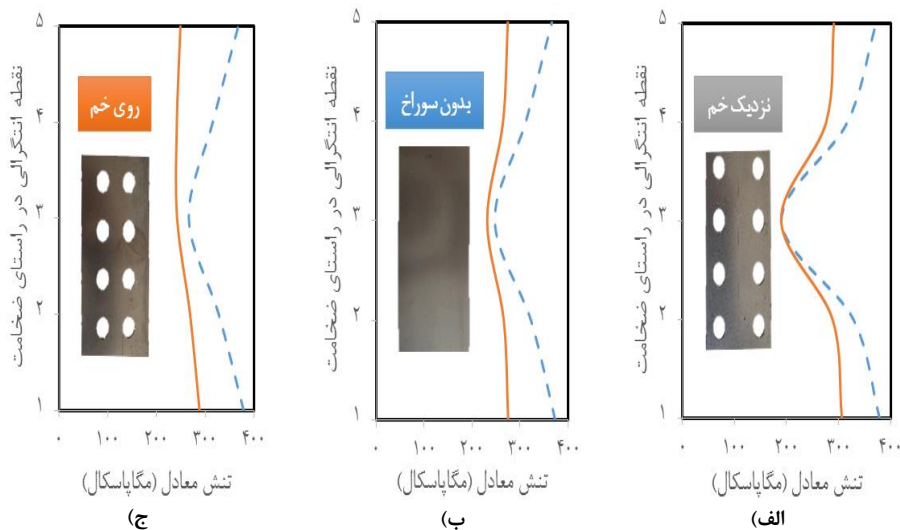 نقطه انتگرالی در راستای ضخامت
۵
۴
۳
۲
۱
نزدیک خم
۰ ۱۰۰ ۲۰۰ ۳۰۰ ۴۰۰
تنش معادل (مگاپاسکال)
الف)
نقطه انتگرالی در راستای ضخامت
۵
۴
۳
۲
۱
بدون سوراخ
۰ ۱۰۰ ۲۰۰ ۳۰۰ ۴۰۰
تنش معادل (مگاپاسکال)
ب)
نقطه انتگرالی در راستای ضخامت
۵
۴
۳
۲
۱
روی خم
۰ ۱۰۰ ۲۰۰ ۳۰۰ ۴۰۰
تنش معادل (مگاپاسکال)
ج)